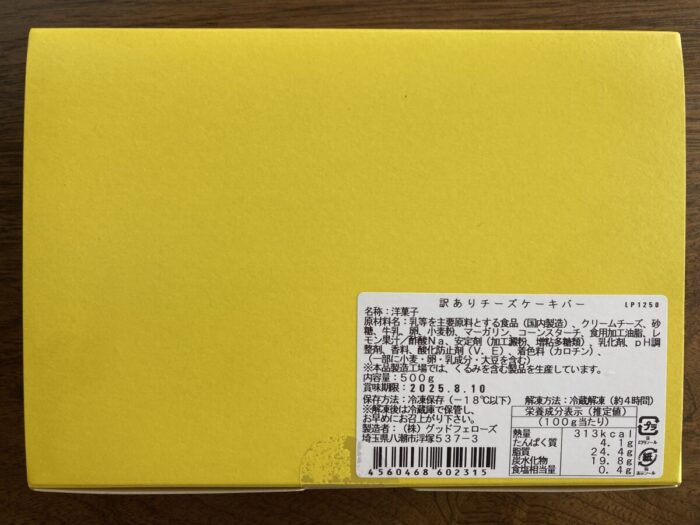 訳ありチーズケーキバー LP1250
名称:洋菓子
原材料名:乳等を主要原料とする食品(国内製造)、クリームチーズ、砂
糖、牛乳、卵、小麦粉、マーガリン、コーンスターチ、食用加工油脂、レ
モン果汁/酢酸Na、安定剤(加工澱粉、増粘多糖類)、乳化剤、pH調
整剤、香料、酸化防止剤(V.E)、着色料(カロチン)、
(一部に小麦・卵・乳成分・大豆を含む)
※本品製造工場では、くるみを含む製品を生産しています。
内容量:500g
賞味期限:2025.8.10
保存方法:冷凍保存(-18℃以下) 解凍方法:冷蔵解凍(約4時間)
※解凍後は冷蔵庫で保管し、
お早めにお召上がり下さい。
製造者:(株)グッドフェローズ
埼玉県八潮市浮塚537-3
4560468602315
栄養成分表示(推定値)
(100g当たり)
熱量 313kcal
たんぱく質 4.1g
脂質 24.4g
炭水化物 19.8g
食塩相当量 0.4g
プラ
紙